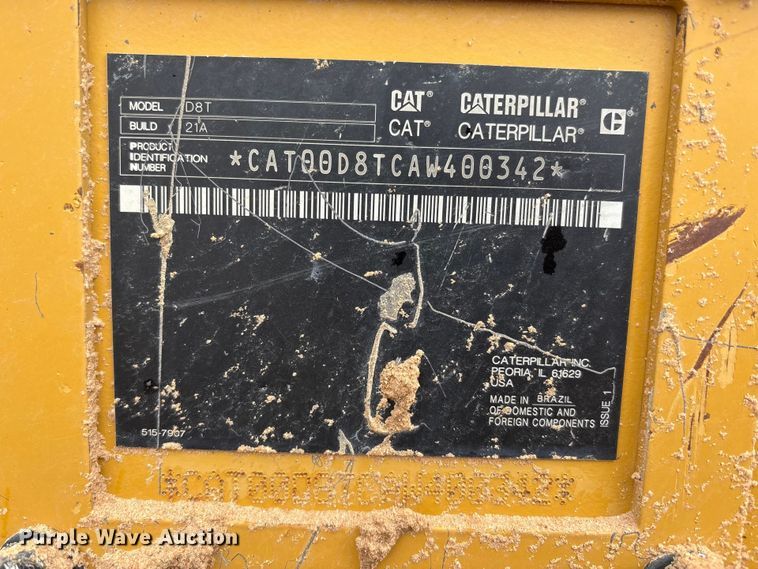 MODEL D8T
BUILD 21A
CAT CATERPILLAR
CAT® CATERPILLAR®
PRODUCT
IDENTIFICATION
NUMBER
*CAT00D8TCAW400342*
CATERPILLAR INC.
PEORIA, IL 61629
USA
MADE IN BRAZIL
OF DOMESTIC AND
FOREIGN COMPONENTS
ISSUE 1
515-7907
*CAT00D8TCAW400342*
Purple Wave Auction